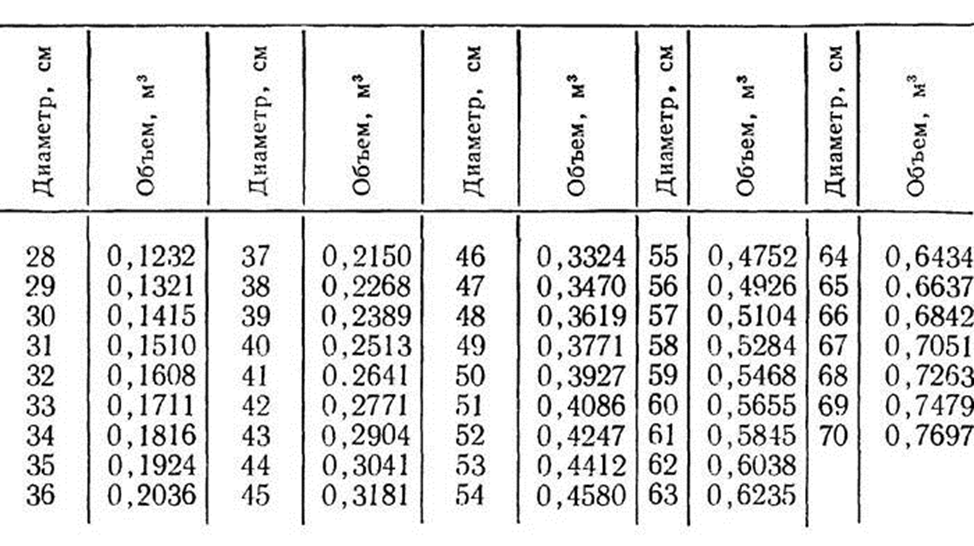 Диаметр, см Объем, м³ Диаметр, см Объем, м³ Диаметр, см Объем, м³ Диаметр, см Объем, м³ Диаметр, см Объем, м³
28 0,1232 37 0,2150 46 0,3324 55 0,4752 64 0,6434
29 0,1321 38 0,2268 47 0,3470 56 0,4926 65 0,6637
30 0,1415 39 0,2389 48 0,3619 57 0,5104 66 0,6842
31 0,1510 40 0,2513 49 0,3771 58 0,5284 67 0,7051
32 0,1608 41 0.2641 50 0,3927 59 0,5468 68 0,7263
33 0,1711 42 0,2771 51 0,4086 60 0,5655 69 0,7479
34 0,1816 43 0,2904 52 0,4247 61 0,5845 70 0,7697
35 0,1924 44 0,3041 53 0,4412 62 0,6038
36 0,2036 45 0,3181 54 0,4580 63 0,6235